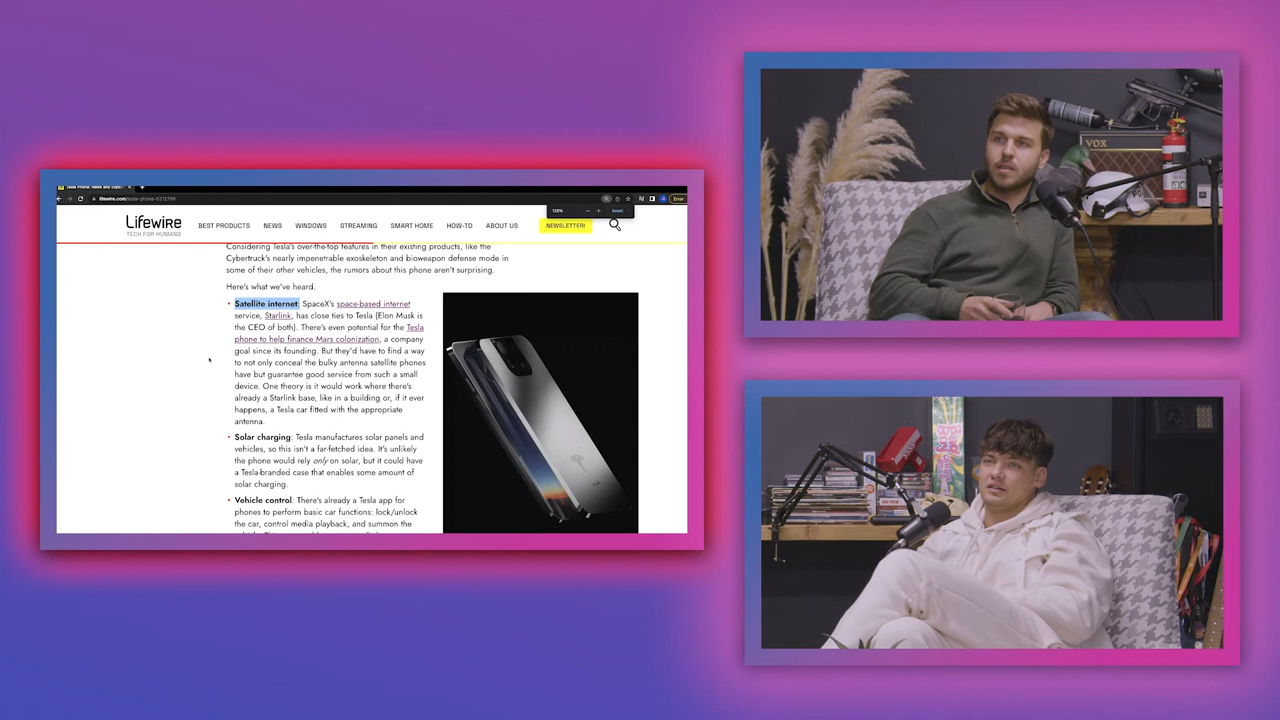 lifewire.com/tesla-phone-5212799
125%
Reset
Error
Lifewire
TECH FOR HUMANS
BEST PRODUCTS NEWS WINDOWS STREAMING SMART HOME HOW-TO ABOUT US NEWSLETTER!
Considering Tesla's over-the-top features in their existing products, like the
Cybertruck's nearly impenetrable exoskeleton and bioweapon defense mode in
some of their other vehicles, the rumors about this phone aren't surprising.
Here's what we've heard.
• Satellite internet: SpaceX's space-based internet
service, Starlink, has close ties to Tesla (Elon Musk is
the CEO of both). There's even potential for the Tesla
phone to help finance Mars colonization, a company
goal since its founding. But they'd have to find a way
to not only conceal the bulky antenna satellite phones
have but guarantee good service from such a small
device. One theory is it would work where there's
already a Starlink base, like in a building or, if it ever
happens, a Tesla car fitted with the appropriate
antenna.
• Solar charging: Tesla manufactures solar panels and
vehicles, so this isn't a far-fetched idea. It's unlikely
the phone would rely only on solar, but it could have
a Tesla-branded case that enables some amount of
solar charging.
• Vehicle control: There's already a Tesla app for
phones to perform basic car functions: lock/unlock
the car, control media playback, and summon the
VOX